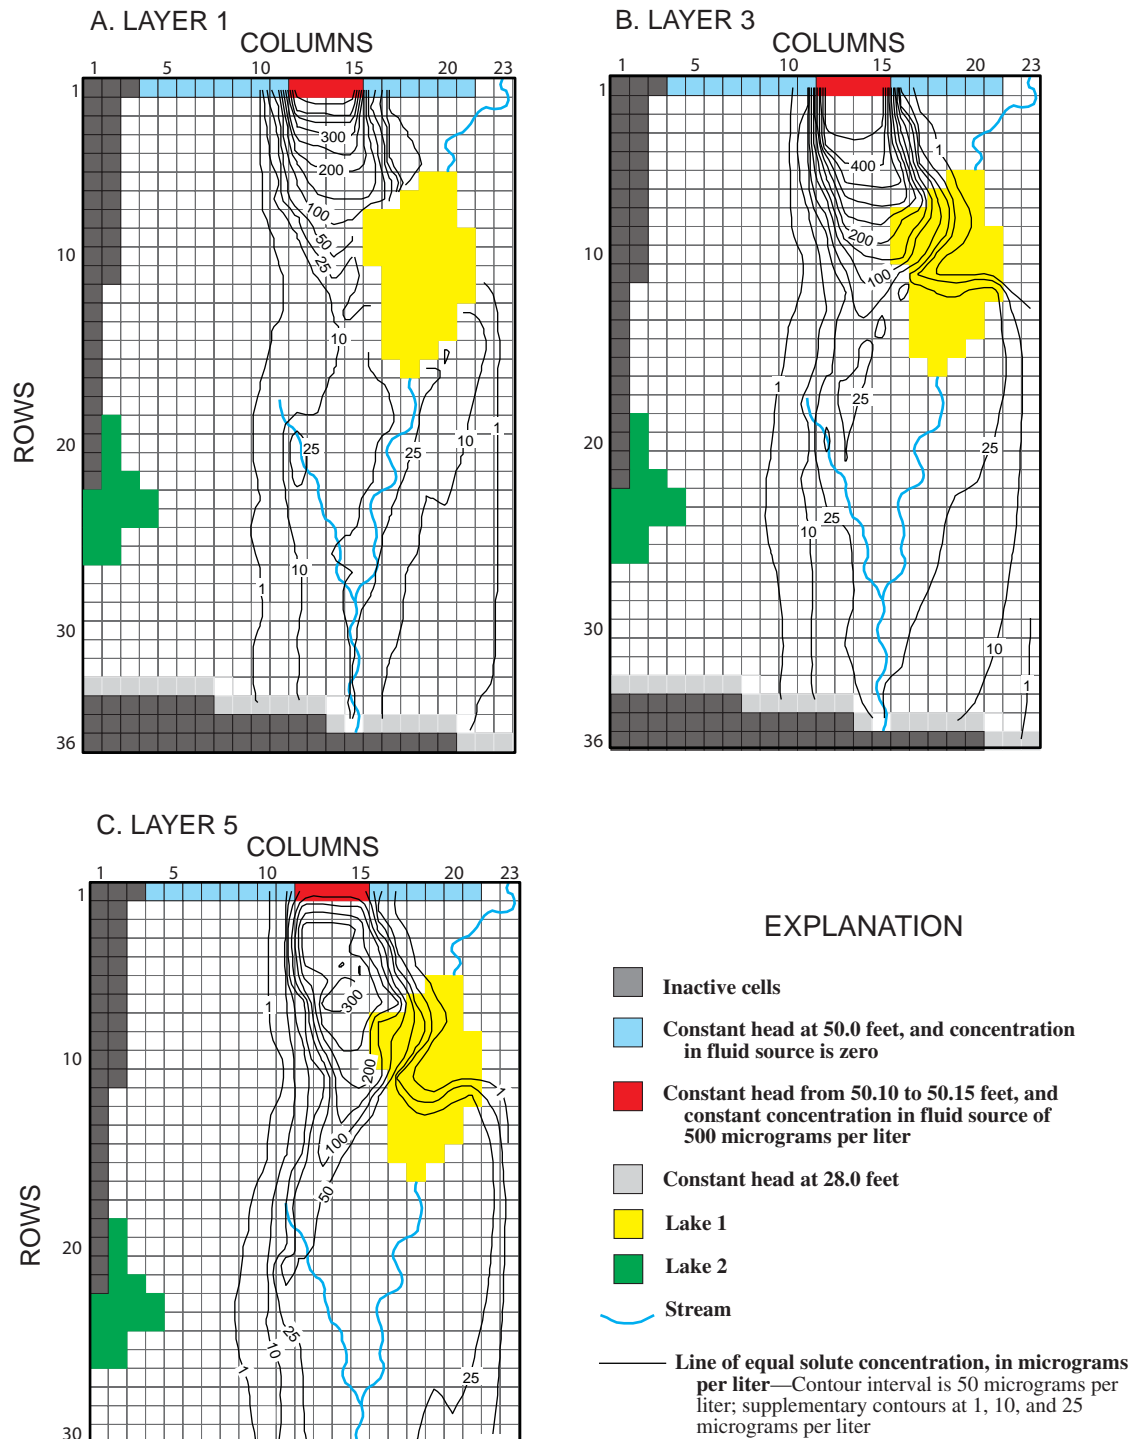 A. LAYER 1
COLUMNS
1 5 10 15 20 23
1
10
20
30
36
ROWS
300
200
100
50
25
10
25
25
10
1
10
1
B. LAYER 3
COLUMNS
1 5 10 15 20 23
1
10
20
30
36
1
400
200
100
1
25
25
25
10
10
1
C. LAYER 5
COLUMNS
1 5 10 15 20 23
1
10
20
30
ROWS
1
300
200
1
100
50
25
10
1
25
EXPLANATION
Inactive cells
Constant head at 50.0 feet, and concentration
in fluid source is zero
Constant head from 50.10 to 50.15 feet, and
constant concentration in fluid source of
500 micrograms per liter
Constant head at 28.0 feet
Lake 1
Lake 2
Stream
Line of equal solute concentration, in micrograms
per liter—Contour interval is 50 micrograms per
liter; supplementary contours at 1, 10, and 25
micrograms per liter